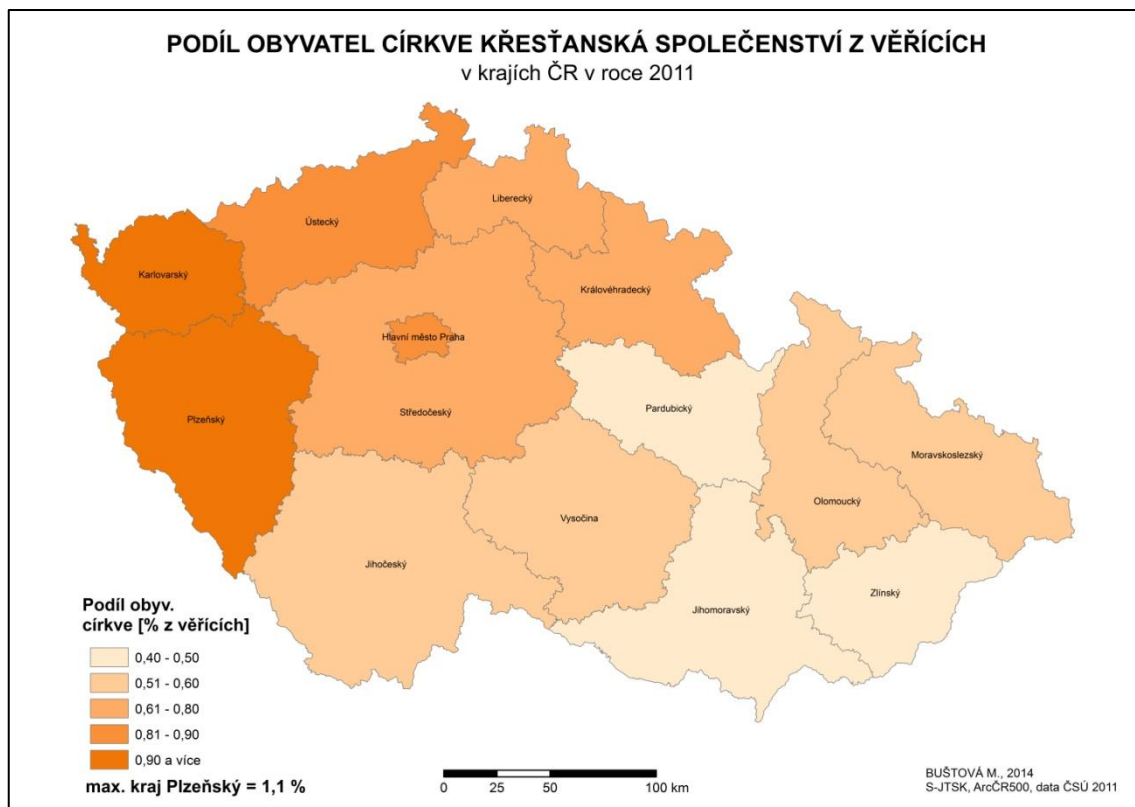 PODÍL OBYVATEL CÍRKVE KŘESŤANSKÁ SPOLEČENSTVÍ Z VĚŘÍCÍCH
v krajích ČR v roce 2011
Liberecký
Ústecký
Karlovarský
Královéhradecký
Hlavní město Praha
Plzeňský
Středočeský
Pardubický
Moravskoslezský
Olomoucký
Vysočina
Jihočeský
Zlínský
Jihomoravský
Podíl obyv.
církve [% z věřících]
0,40 - 0,50
0,51 - 0,60
0,61 - 0,80
0,81 - 0,90
0,90 a více
max. kraj Plzeňský = 1,1 %
0 25 50 100 km
BUŠTOVÁ M., 2014
S-JTSK, ArcČR500, data ČSÚ 2011